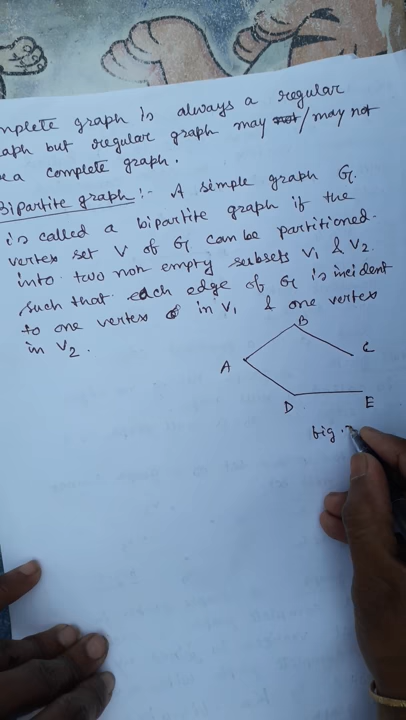 mplete graph is always a regular
aph but regular graph may not/may not
a complete graph.
Bipartite graph:- A simple graph G
is called a bipartite graph if the
vertex set V of G can be partitioned
into two non empty subsets V1 & V2
such that each edge of G is incident
to one vertex in V1 & one vertex
in V2.
B
A
C
D
E
fig.